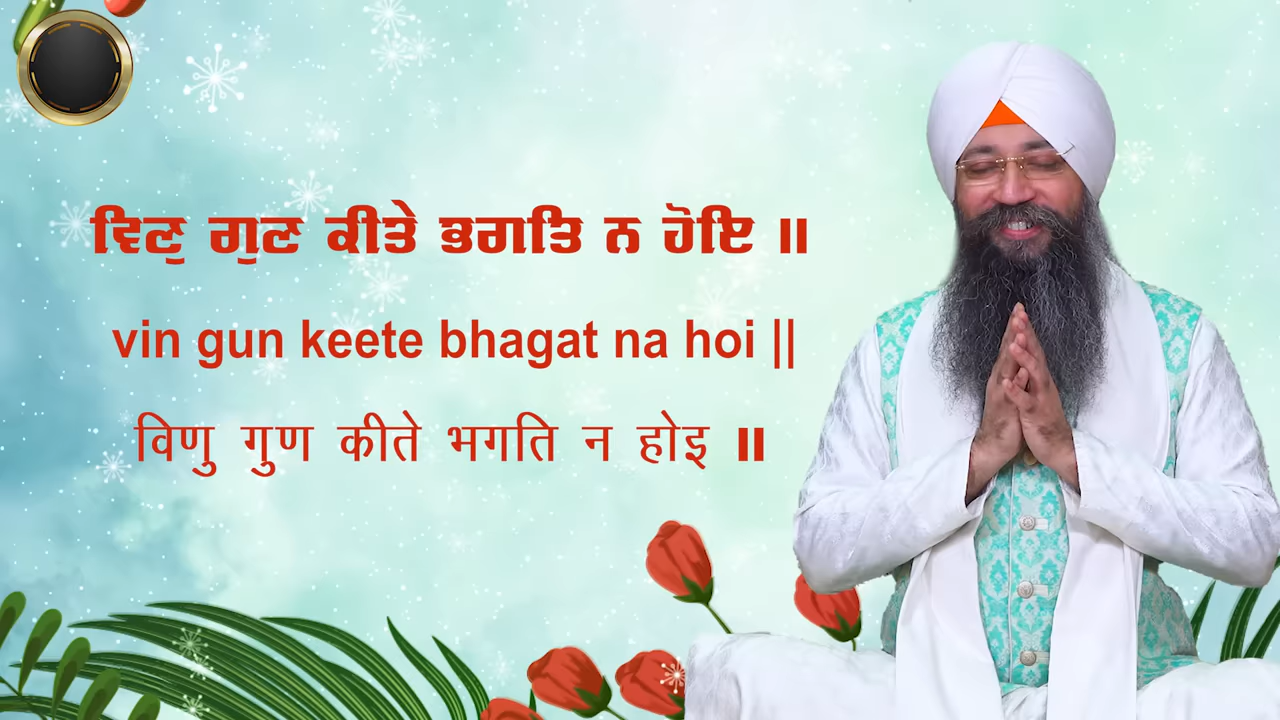 ਵਿਣੁ ਗੁਣ ਕੀਤੇ ਭਗਤਿ ਨ ਹੋਇ ॥
vin gun keete bhagat na hoi ||
विणु गुण कीते भगति न होइ ॥